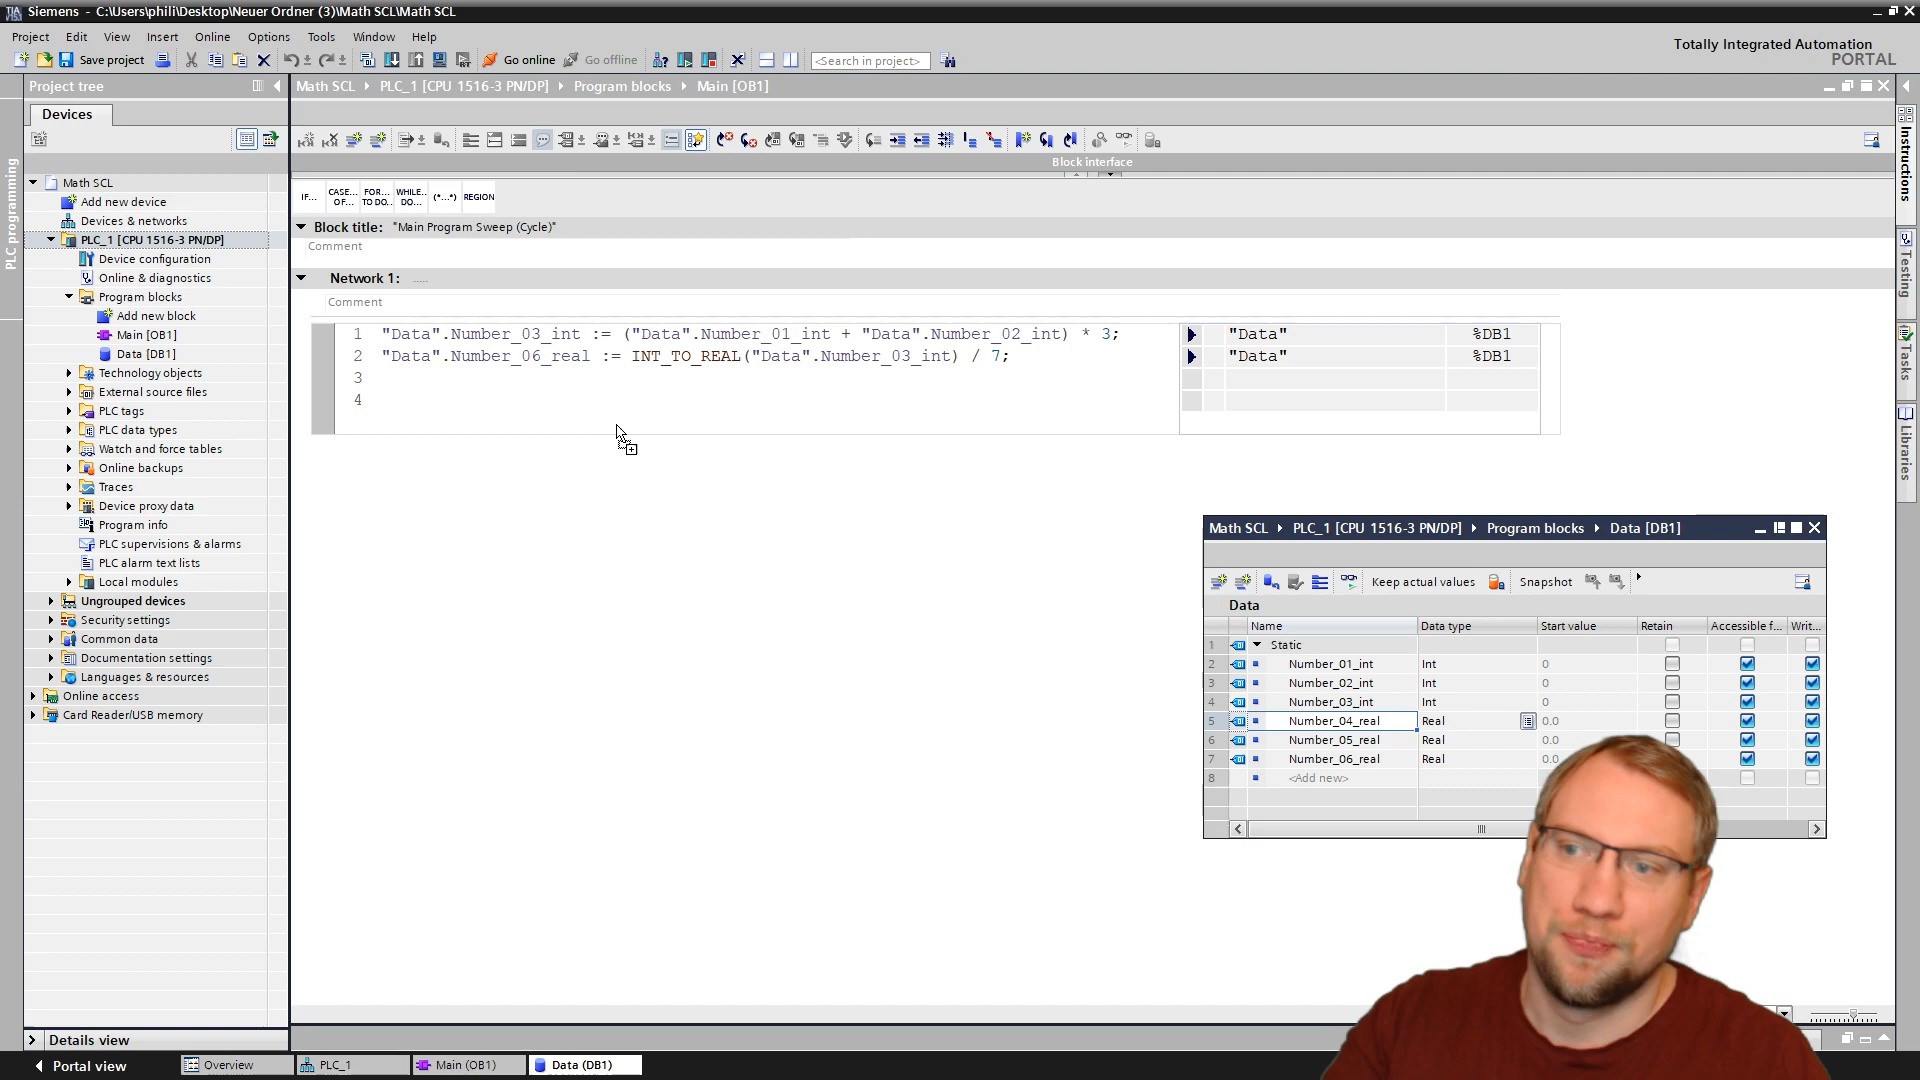 Siemens - C:\Users\phili\Desktop\Neuer Ordner (3)\Math SCL\Math SCL
Project Edit View Insert Online Options Tools Window Help
Totally Integrated Automation
PORTAL
Save project
Go online
Go offline
<Search in project>
Project tree
Math SCL PLC_1 [CPU 1516-3 PN/DP] Program blocks Main [OB1]
Devices
Block interface
PLC programming
Math SCL
Add new device
Devices & networks
PLC_1 [CPU 1516-3 PN/DP]
Device configuration
Online & diagnostics
Program blocks
Add new block
Main [OB1]
Data [DB1]
Technology objects
External source files
PLC tags
PLC data types
Watch and force tables
Online backups
Traces
Device proxy data
Program info
PLC supervisions & alarms
PLC alarm text lists
Local modules
Ungrouped devices
Security settings
Common data
Documentation settings
Languages & resources
Online access
Card Reader/USB memory
Details view
IF... CASE... OF... FOR... TO DO.. WHILE.. DO... (*...*) REGION
Block title: "Main Program Sweep (Cycle)"
Comment
Network 1: .....
Comment
1 "Data".Number_03_int := ("Data".Number_01_int + "Data".Number_02_int) * 3; "Data" %DB1
2 "Data".Number_06_real := INT_TO_REAL("Data".Number_03_int) / 7; "Data" %DB1
3
4
Math SCL PLC_1 [CPU 1516-3 PN/DP] Program blocks Data [DB1]
Keep actual values Snapshot
Data
Name Data type Start value Retain Accessible f... Writ...
1 Static
2 Number_01_int Int 0
3 Number_02_int Int 0
4 Number_03_int Int 0
5 Number_04_real Real 0.0
6 Number_05_real Real
7 Number_06_real Real 0.0
8 <Add new>
Instructions
Testing
Tasks
Libraries
Portal view Overview PLC_1 Main (OB1) Data (DB1)